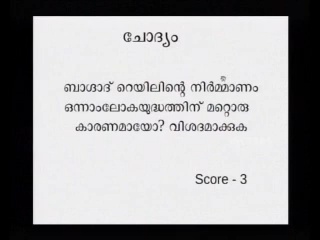 ചോദ്യം
ബാഗ്ദാദ് റെയിലിന്റെ നിർമ്മാണം
ഒന്നാംലോകയുദ്ധത്തിന് മറ്റൊരു
കാരണമായോ? വിശദമാക്കുക
Score - 3